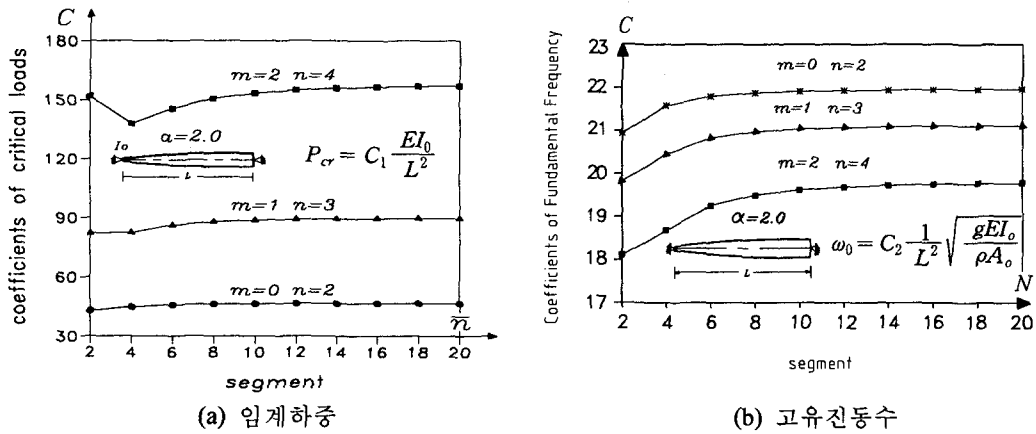 C
180
150
120
90
60
30
coefficients of critical loads
m=2 n=4
α=2.0
I₀
L
P_cr = C₁ EI₀/L²
m=1 n=3
m=0 n=2
n̄
2 4 6 8 10 12 14 16 18 20
segment
(a) 임계하중
C
23
22
21
20
19
18
17
Coefficients of Fundamental Frequency
m=0 n=2
m=1 n=3
m=2 n=4
α=2.0
L
ω₀ = C₂ 1/L² √(gEI₀/ρA₀)
N
2 4 6 8 10 12 14 16 18 20
segment
(b) 고유진동수